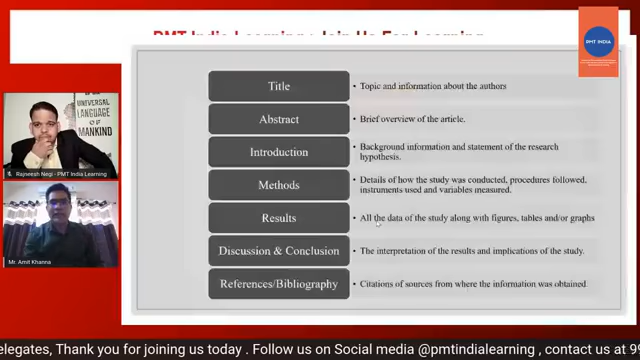 PMT India Learning : Join Us For Learning
PMT INDIA
Title
• Topic and information about the authors
Abstract
• Brief overview of the article.
Introduction
• Background information and statement of the research
hypothesis.
Methods
• Details of how the study was conducted, procedures followed,
instruments used and variables measured.
Results
• All the data of the study along with figures, tables and/or graphs
Discussion & Conclusion
• The interpretation of the results and implications of the study.
References/Bibliography
• Citations of sources from where the information was obtained
UNIVERSAL
LANGUAGE
OF
MANKIND
Rajneesh Negi - PMT India Learning
Mr. Amit Khanna
elegates, Thank you for joining us today . Follow us on Social media @pmtindialearning , contact us at 9